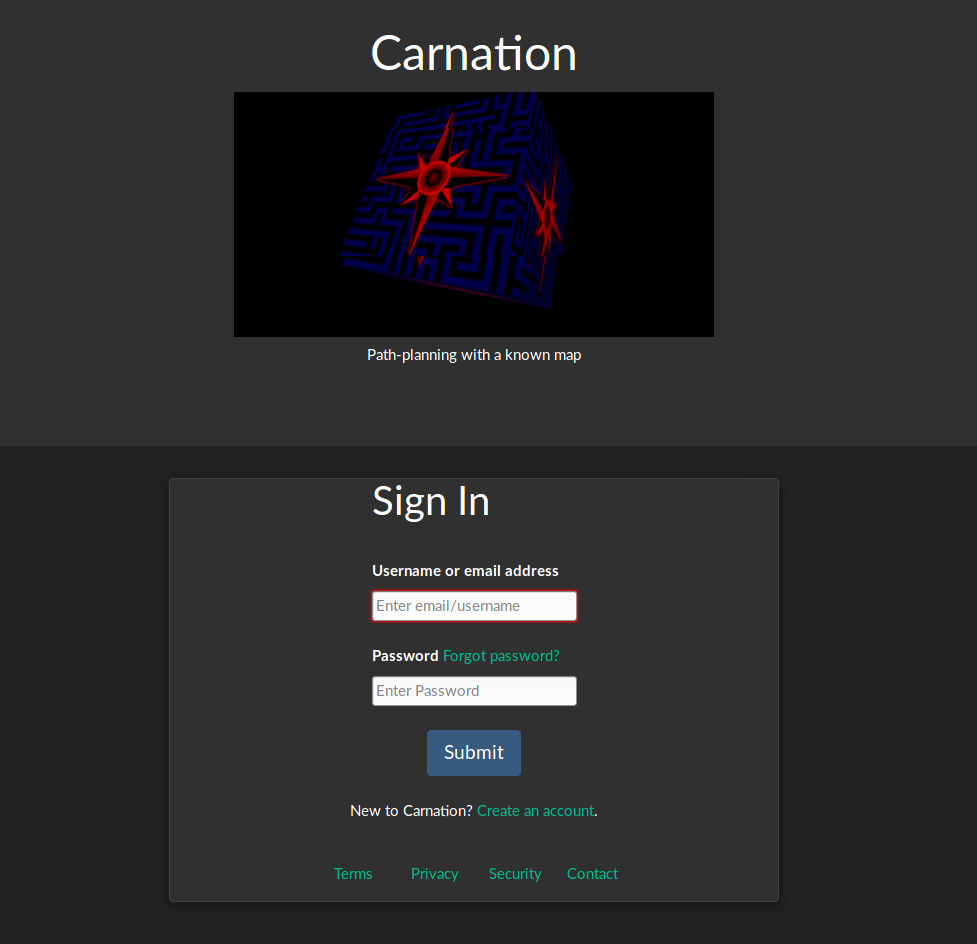 Carnation
Path-planning with a known map
Sign In
Username or email address
Enter email/username
Password Forgot password?
Enter Password
Submit
New to Carnation? Create an account.
Terms Privacy Security Contact